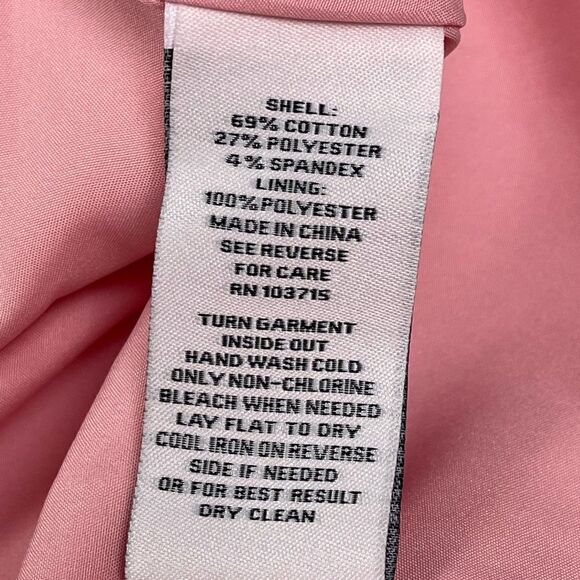 SHELL:
69% COTTON
27% POLYESTER
4% SPANDEX
LINING:
100% POLYESTER
MADE IN CHINA
SEE REVERSE
FOR CARE
RN 103715
TURN GARMENT
INSIDE OUT
HAND WASH COLD
ONLY NON-CHLORINE
BLEACH WHEN NEEDED
LAY FLAT TO DRY
COOL IRON ON REVERSE
SIDE IF NEEDED
OR FOR BEST RESULT
DRY CLEAN